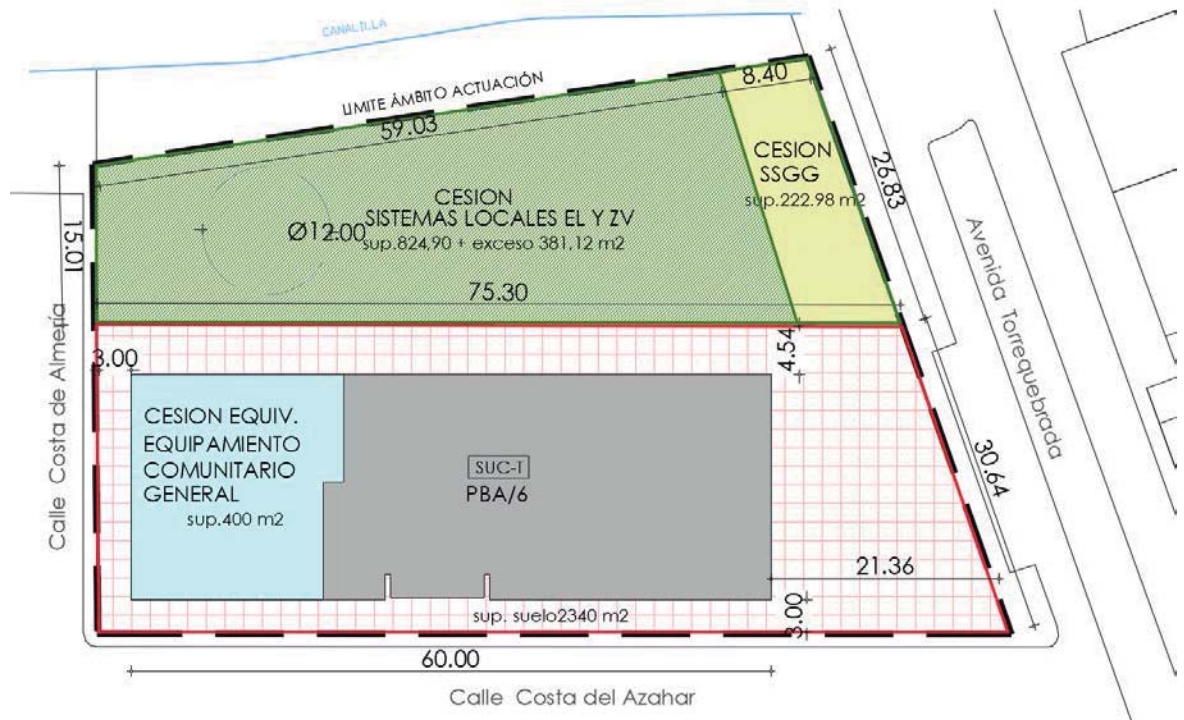 CANALILLA
LIMITE ÁMBITO ACTUACIÓN
8.40
59.03
CESION
SSGG
sup.222.98 m2
26.83
CESION
SISTEMAS LOCALES EL Y ZV
sup.824,90 + exceso 381,12 m2
Ø12.00
15.01
75.30
Avenida Torrequebrada
Calle Costa de Almería
3.00
4.54
CESION EQUIV.
EQUIPAMIENTO
COMUNITARIO
GENERAL
sup.400 m2
SUC-T
PBA/6
30.64
21.36
sup. suelo2340 m2
3.00
60.00
Calle Costa del Azahar